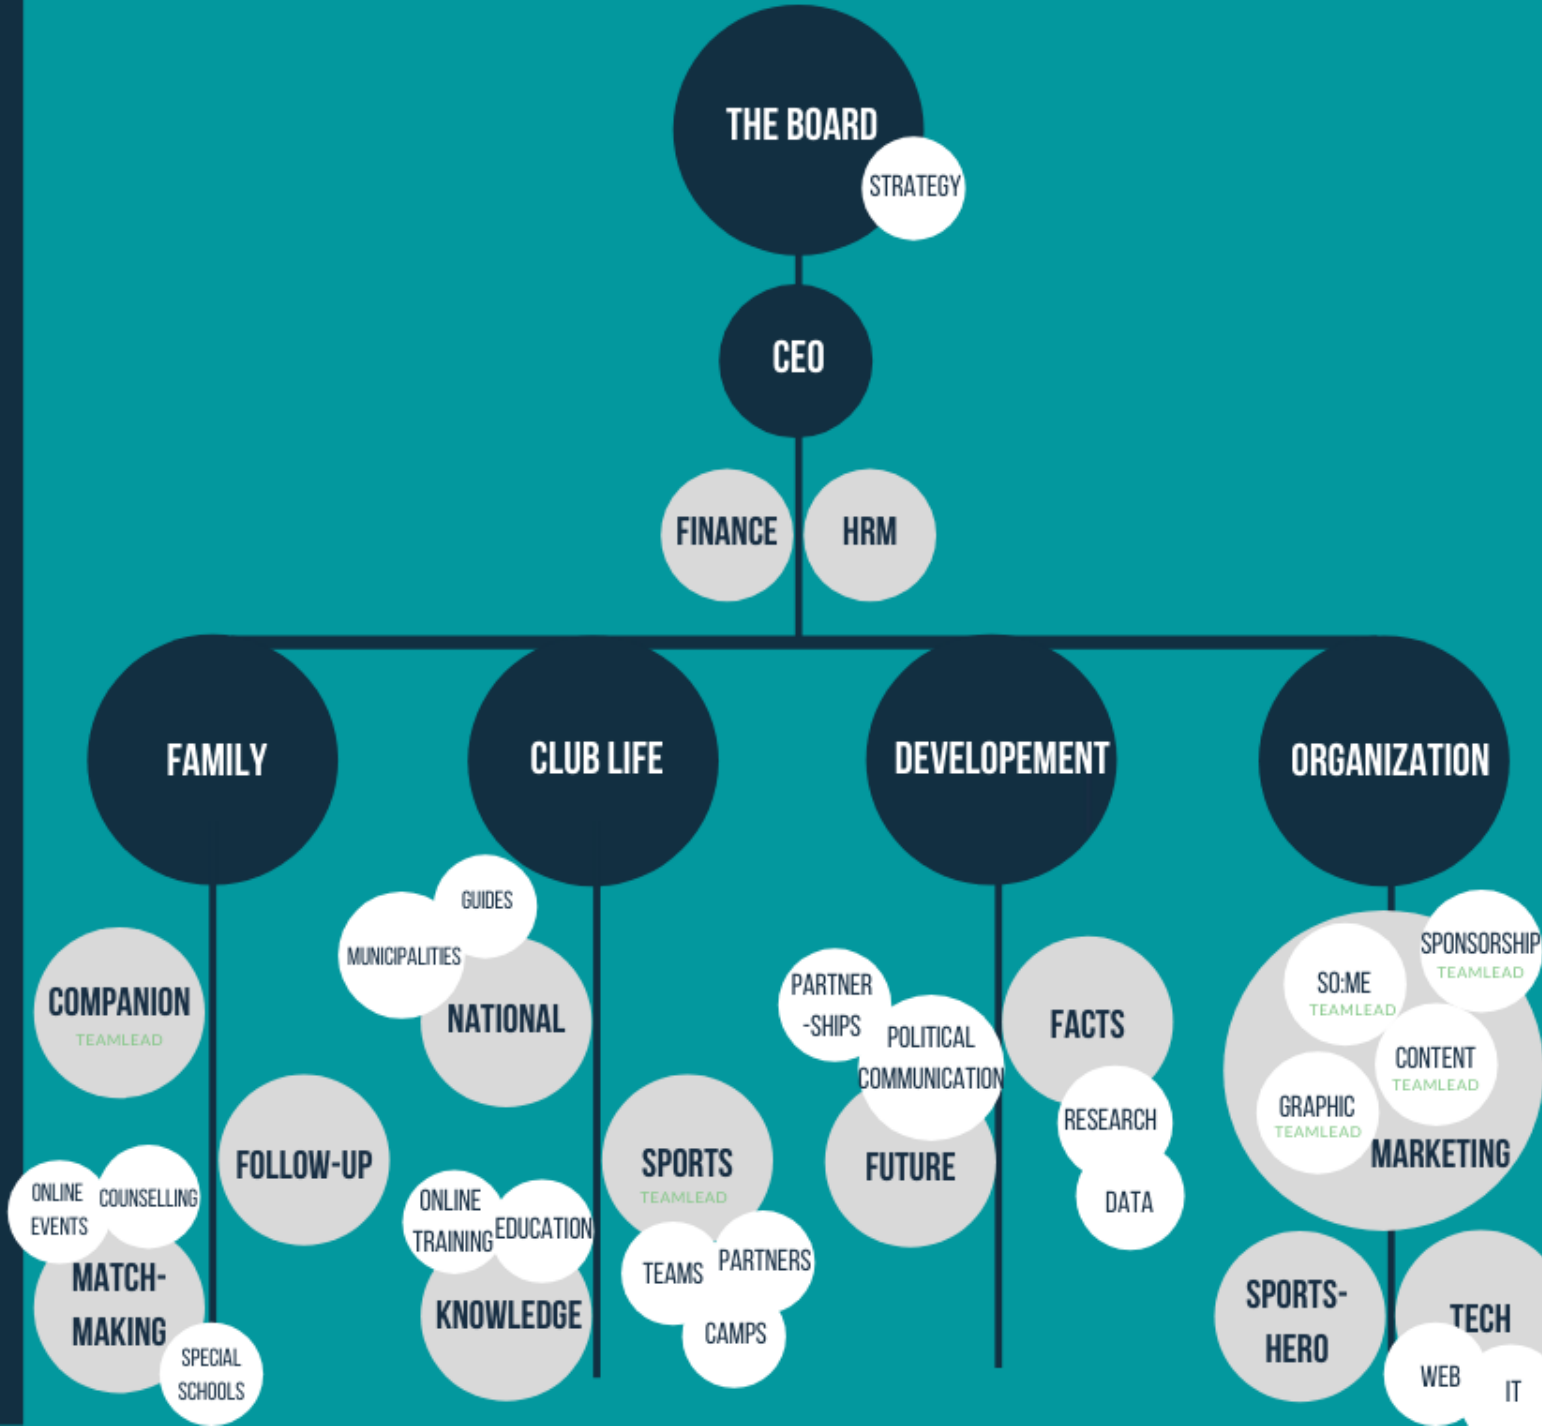 THE BOARD
STRATEGY
CEO
FINANCE
HRM
FAMILY
CLUB LIFE
DEVELOPEMENT
ORGANIZATION
COMPANION
TEAMLEAD
FOLLOW-UP
ONLINE
EVENTS
COUNSELLING
MATCH-
MAKING
SPECIAL
SCHOOLS
GUIDES
MUNICIPALITIES
NATIONAL
SPORTS
TEAMLEAD
TEAMS
PARTNERS
CAMPS
ONLINE
TRAINING
EDUCATION
KNOWLEDGE
PARTNER
-SHIPS
POLITICAL
COMMUNICATION
FUTURE
FACTS
RESEARCH
DATA
SPONSORSHIP
TEAMLEAD
SO:ME
TEAMLEAD
CONTENT
TEAMLEAD
GRAPHIC
TEAMLEAD
MARKETING
SPORTS-
HERO
TECH
WEB
IT